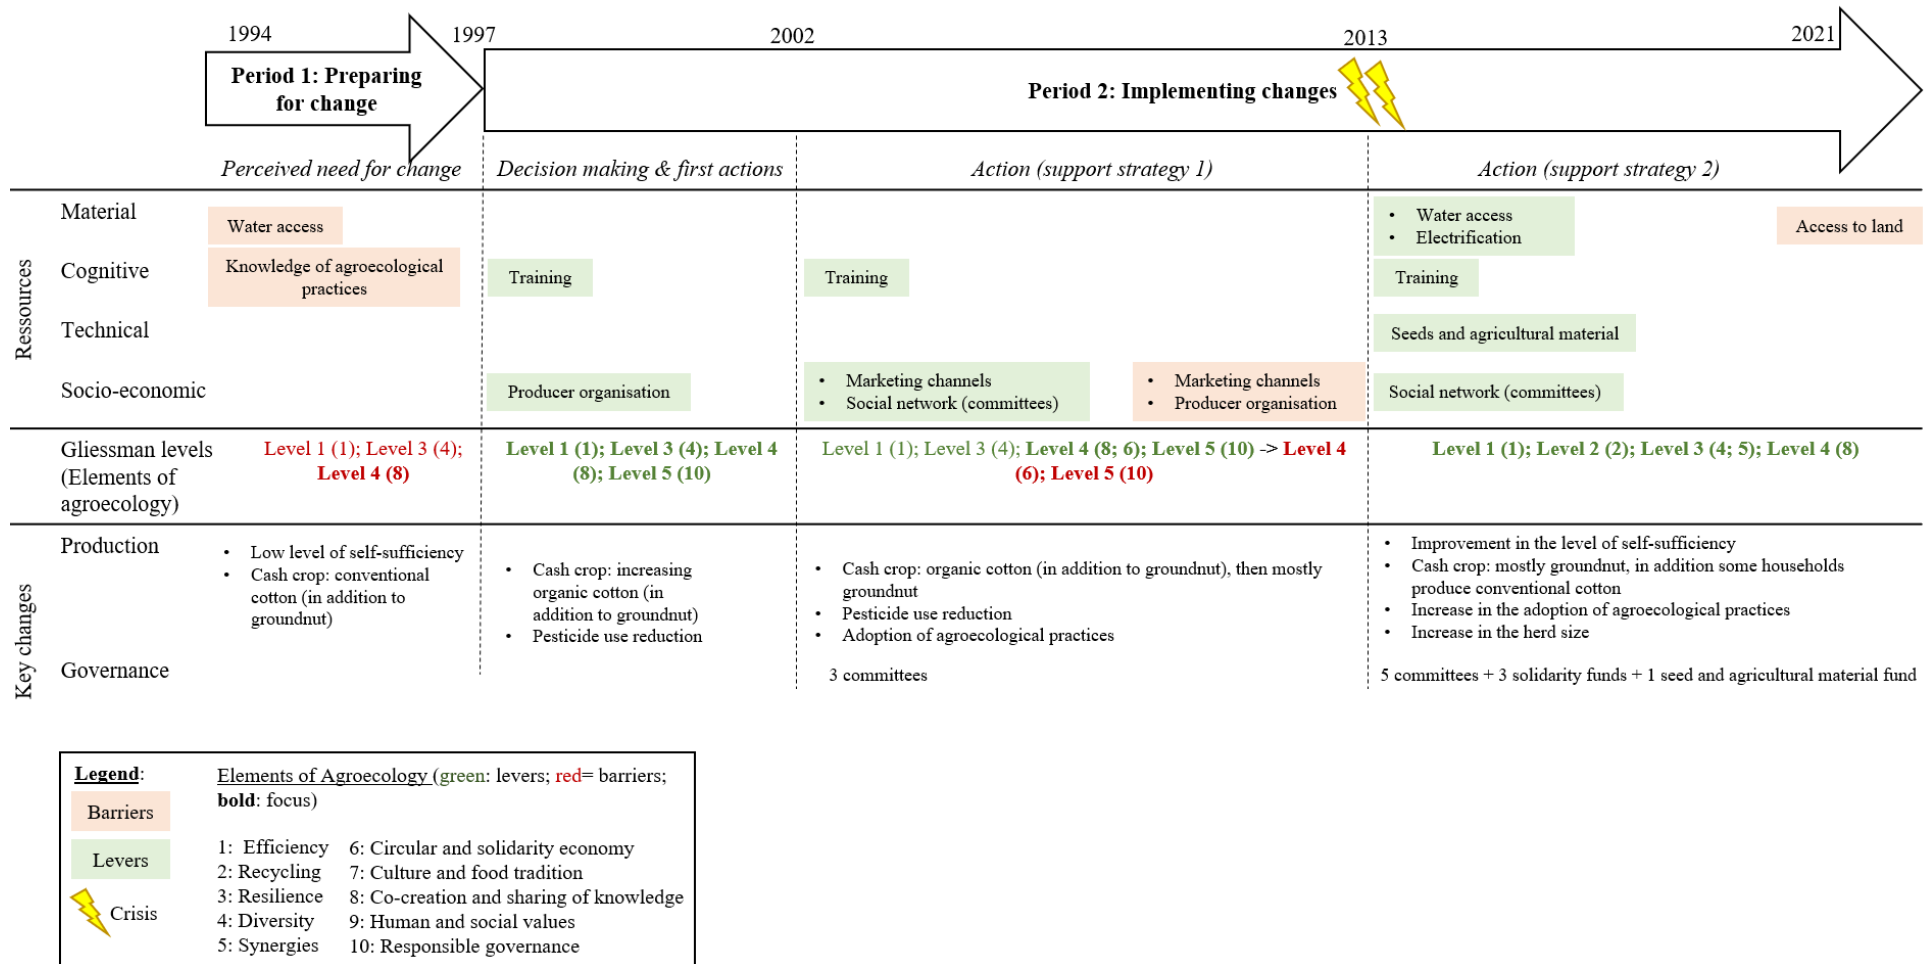 1994
1997
2002
2013
2021
Period 1: Preparing
for change
Period 2: Implementing changes
Perceived need for change
Decision making & first actions
Action (support strategy 1)
Action (support strategy 2)
Ressources
Material
Water access
• Water access
• Electrification
Access to land
Cognitive
Knowledge of agroecological
practices
Training
Training
Training
Technical
Seeds and agricultural material
Socio-economic
Producer organisation
• Marketing channels
• Social network (committees)
• Marketing channels
• Producer organisation
Social network (committees)
Gliessman levels
(Elements of
agroecology)
Level 1 (1); Level 3 (4);
Level 4 (8)
Level 1 (1); Level 3 (4); Level 4
(8); Level 5 (10)
Level 1 (1); Level 3 (4); Level 4 (8; 6); Level 5 (10) -> Level 4
(6); Level 5 (10)
Level 1 (1); Level 2 (2); Level 3 (4; 5); Level 4 (8)
Key changes
Production
• Low level of self-sufficiency
• Cash crop: conventional
cotton (in addition to
groundnut)
• Cash crop: increasing
organic cotton (in
addition to groundnut)
• Pesticide use reduction
• Cash crop: organic cotton (in addition to groundnut), then mostly
groundnut
• Pesticide use reduction
• Adoption of agroecological practices
• Improvement in the level of self-sufficiency
• Cash crop: mostly groundnut, in addition some households
produce conventional cotton
• Increase in the adoption of agroecological practices
• Increase in the herd size
Governance
3 committees
5 committees + 3 solidarity funds + 1 seed and agricultural material fund
Legend:
Barriers
Levers
Crisis
Elements of Agroecology (green: levers; red= barriers;
bold: focus)
1: Efficiency
2: Recycling
3: Resilience
4: Diversity
5: Synergies
6: Circular and solidarity economy
7: Culture and food tradition
8: Co-creation and sharing of knowledge
9: Human and social values
10: Responsible governance